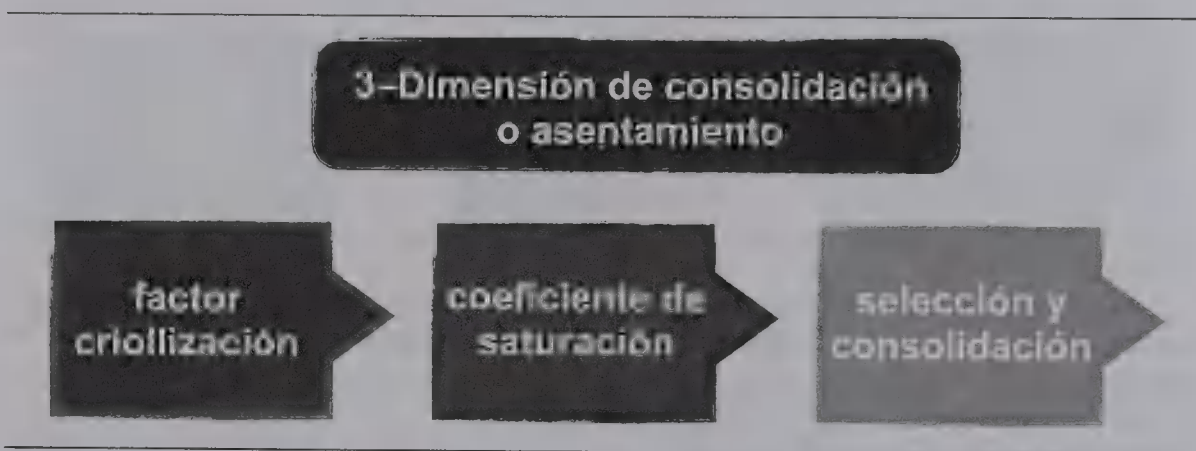 3–Dimensión de consolidación
o asentamiento
factor
criollización
coeficiente de
saturación
selección y
consolidación